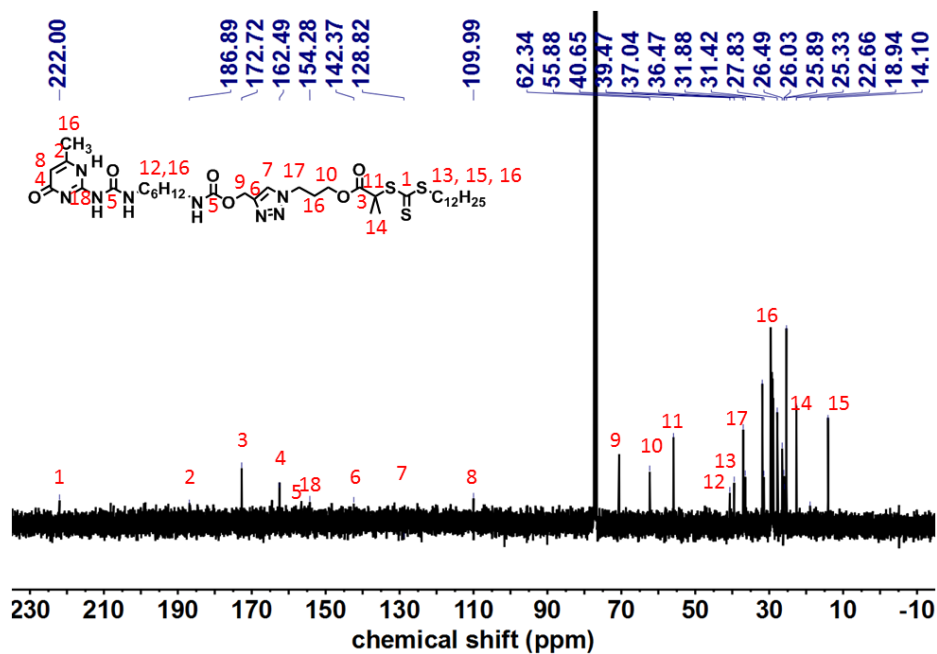 222.00 186.89 172.72 162.49 154.28 142.37 128.82 109.99 62.34 55.88 40.65 39.47 37.04 36.47 31.88 31.42 27.83 26.49 26.03 25.89 25.33 22.66 18.94 14.10
16
CH3
2 H
8 N O 12,16 7 17 10 O 13, 15, 16
4 C6H12 O 9 6 N O 11 S 1 S
O N 18 N 5 N N 5 O N=N 16 3 S C12H25
H H H 14
16
3 9 11 17 14 15
4 10 13
1 2 5 18 6 7 8 12
230 210 190 170 150 130 110 90 70 50 30 10 -10
chemical shift (ppm)